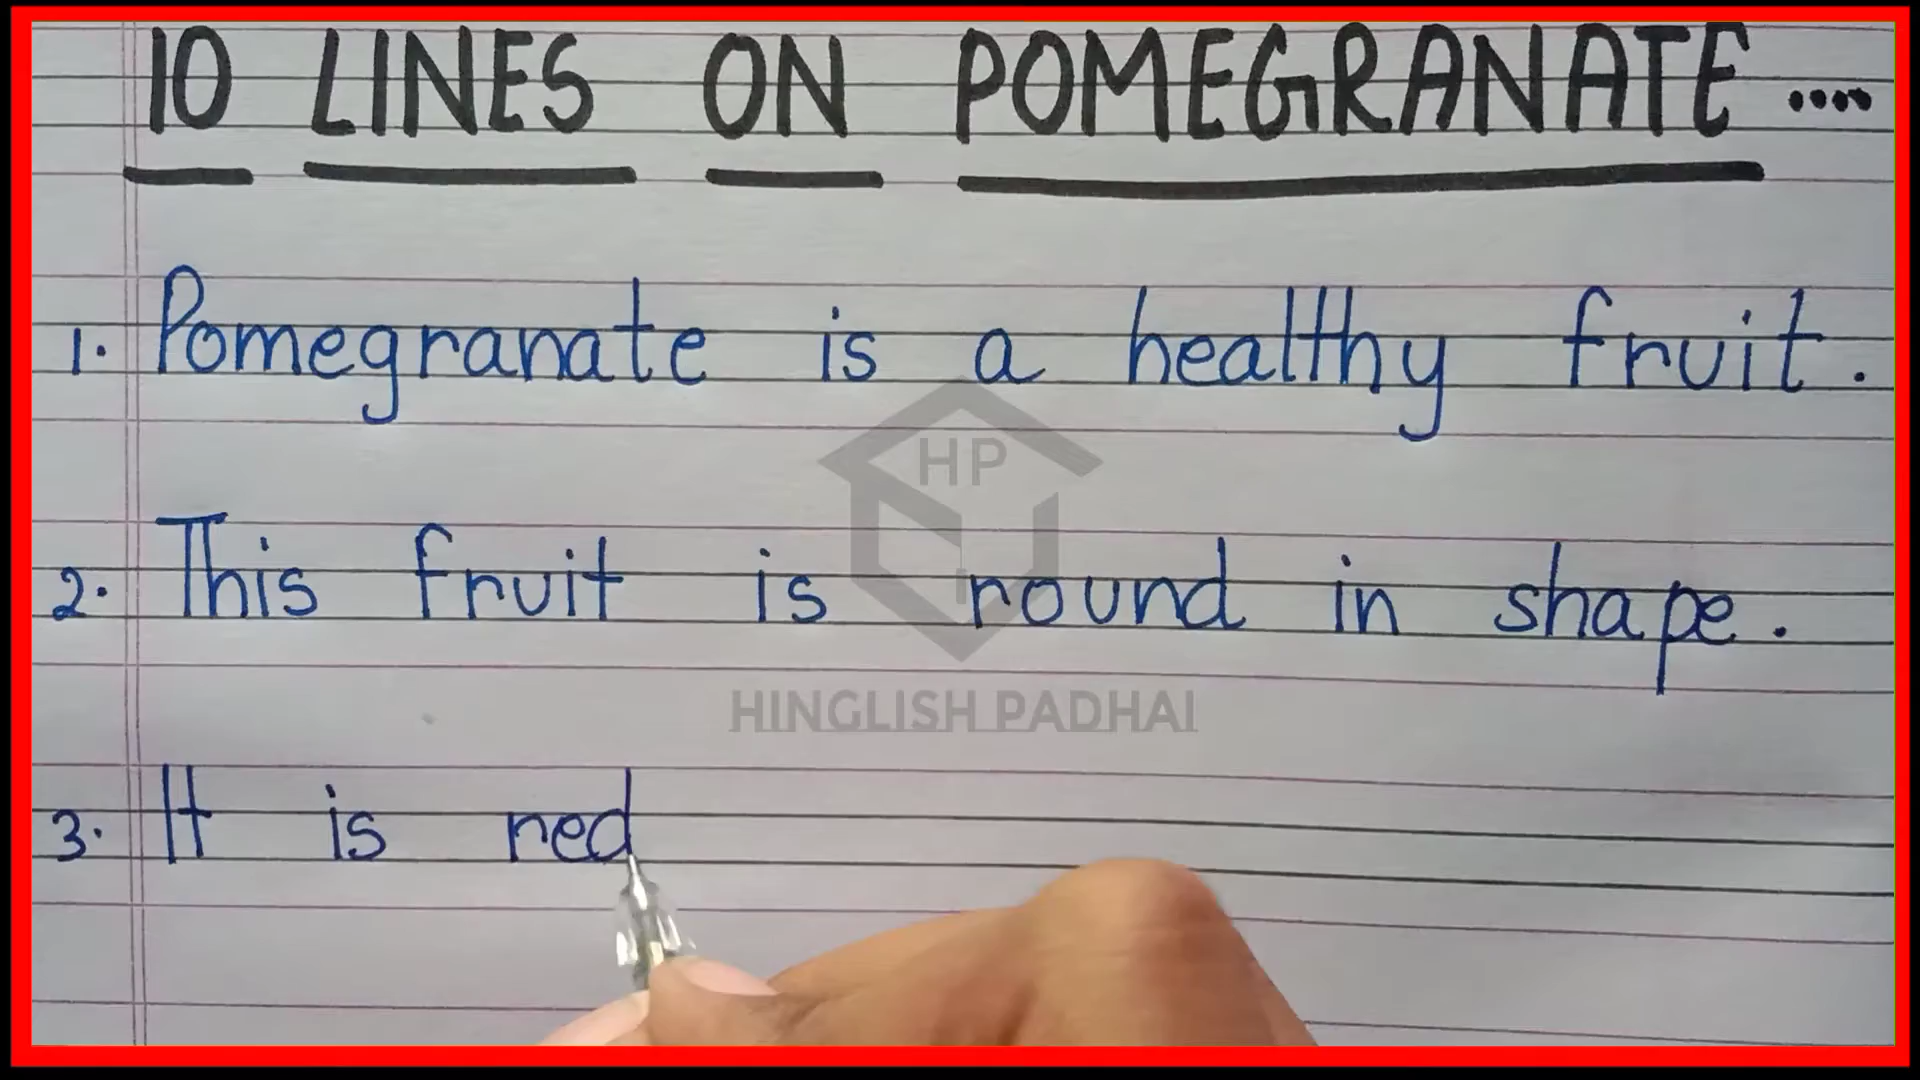 10 LINES ON POMEGRANATE ....
1. Pomegranate is a healthy fruit.
HP
2. This fruit is round in shape.
HINGLISH PADHAI
3. It is red